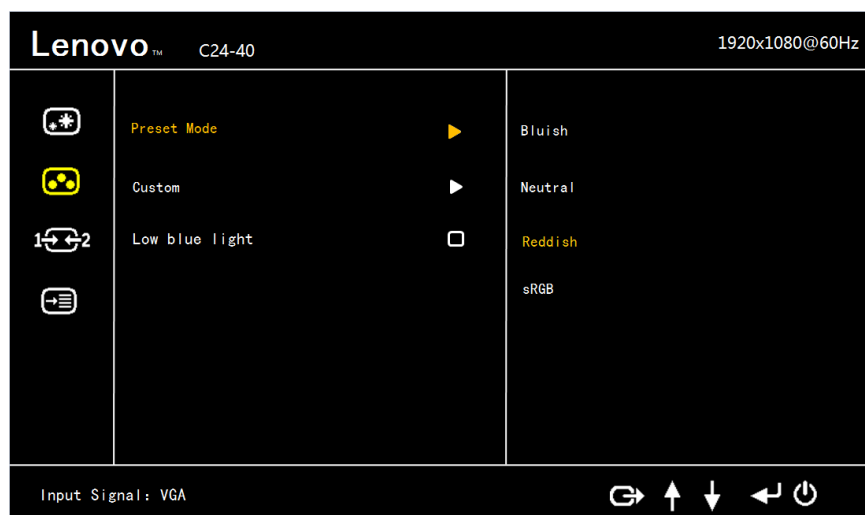 Lenovo™ C24-40 1920x1080@60Hz
Preset Mode
Custom
Low blue light
Bluish
Neutral
Reddish
sRGB
1 2
Input Signal: VGA